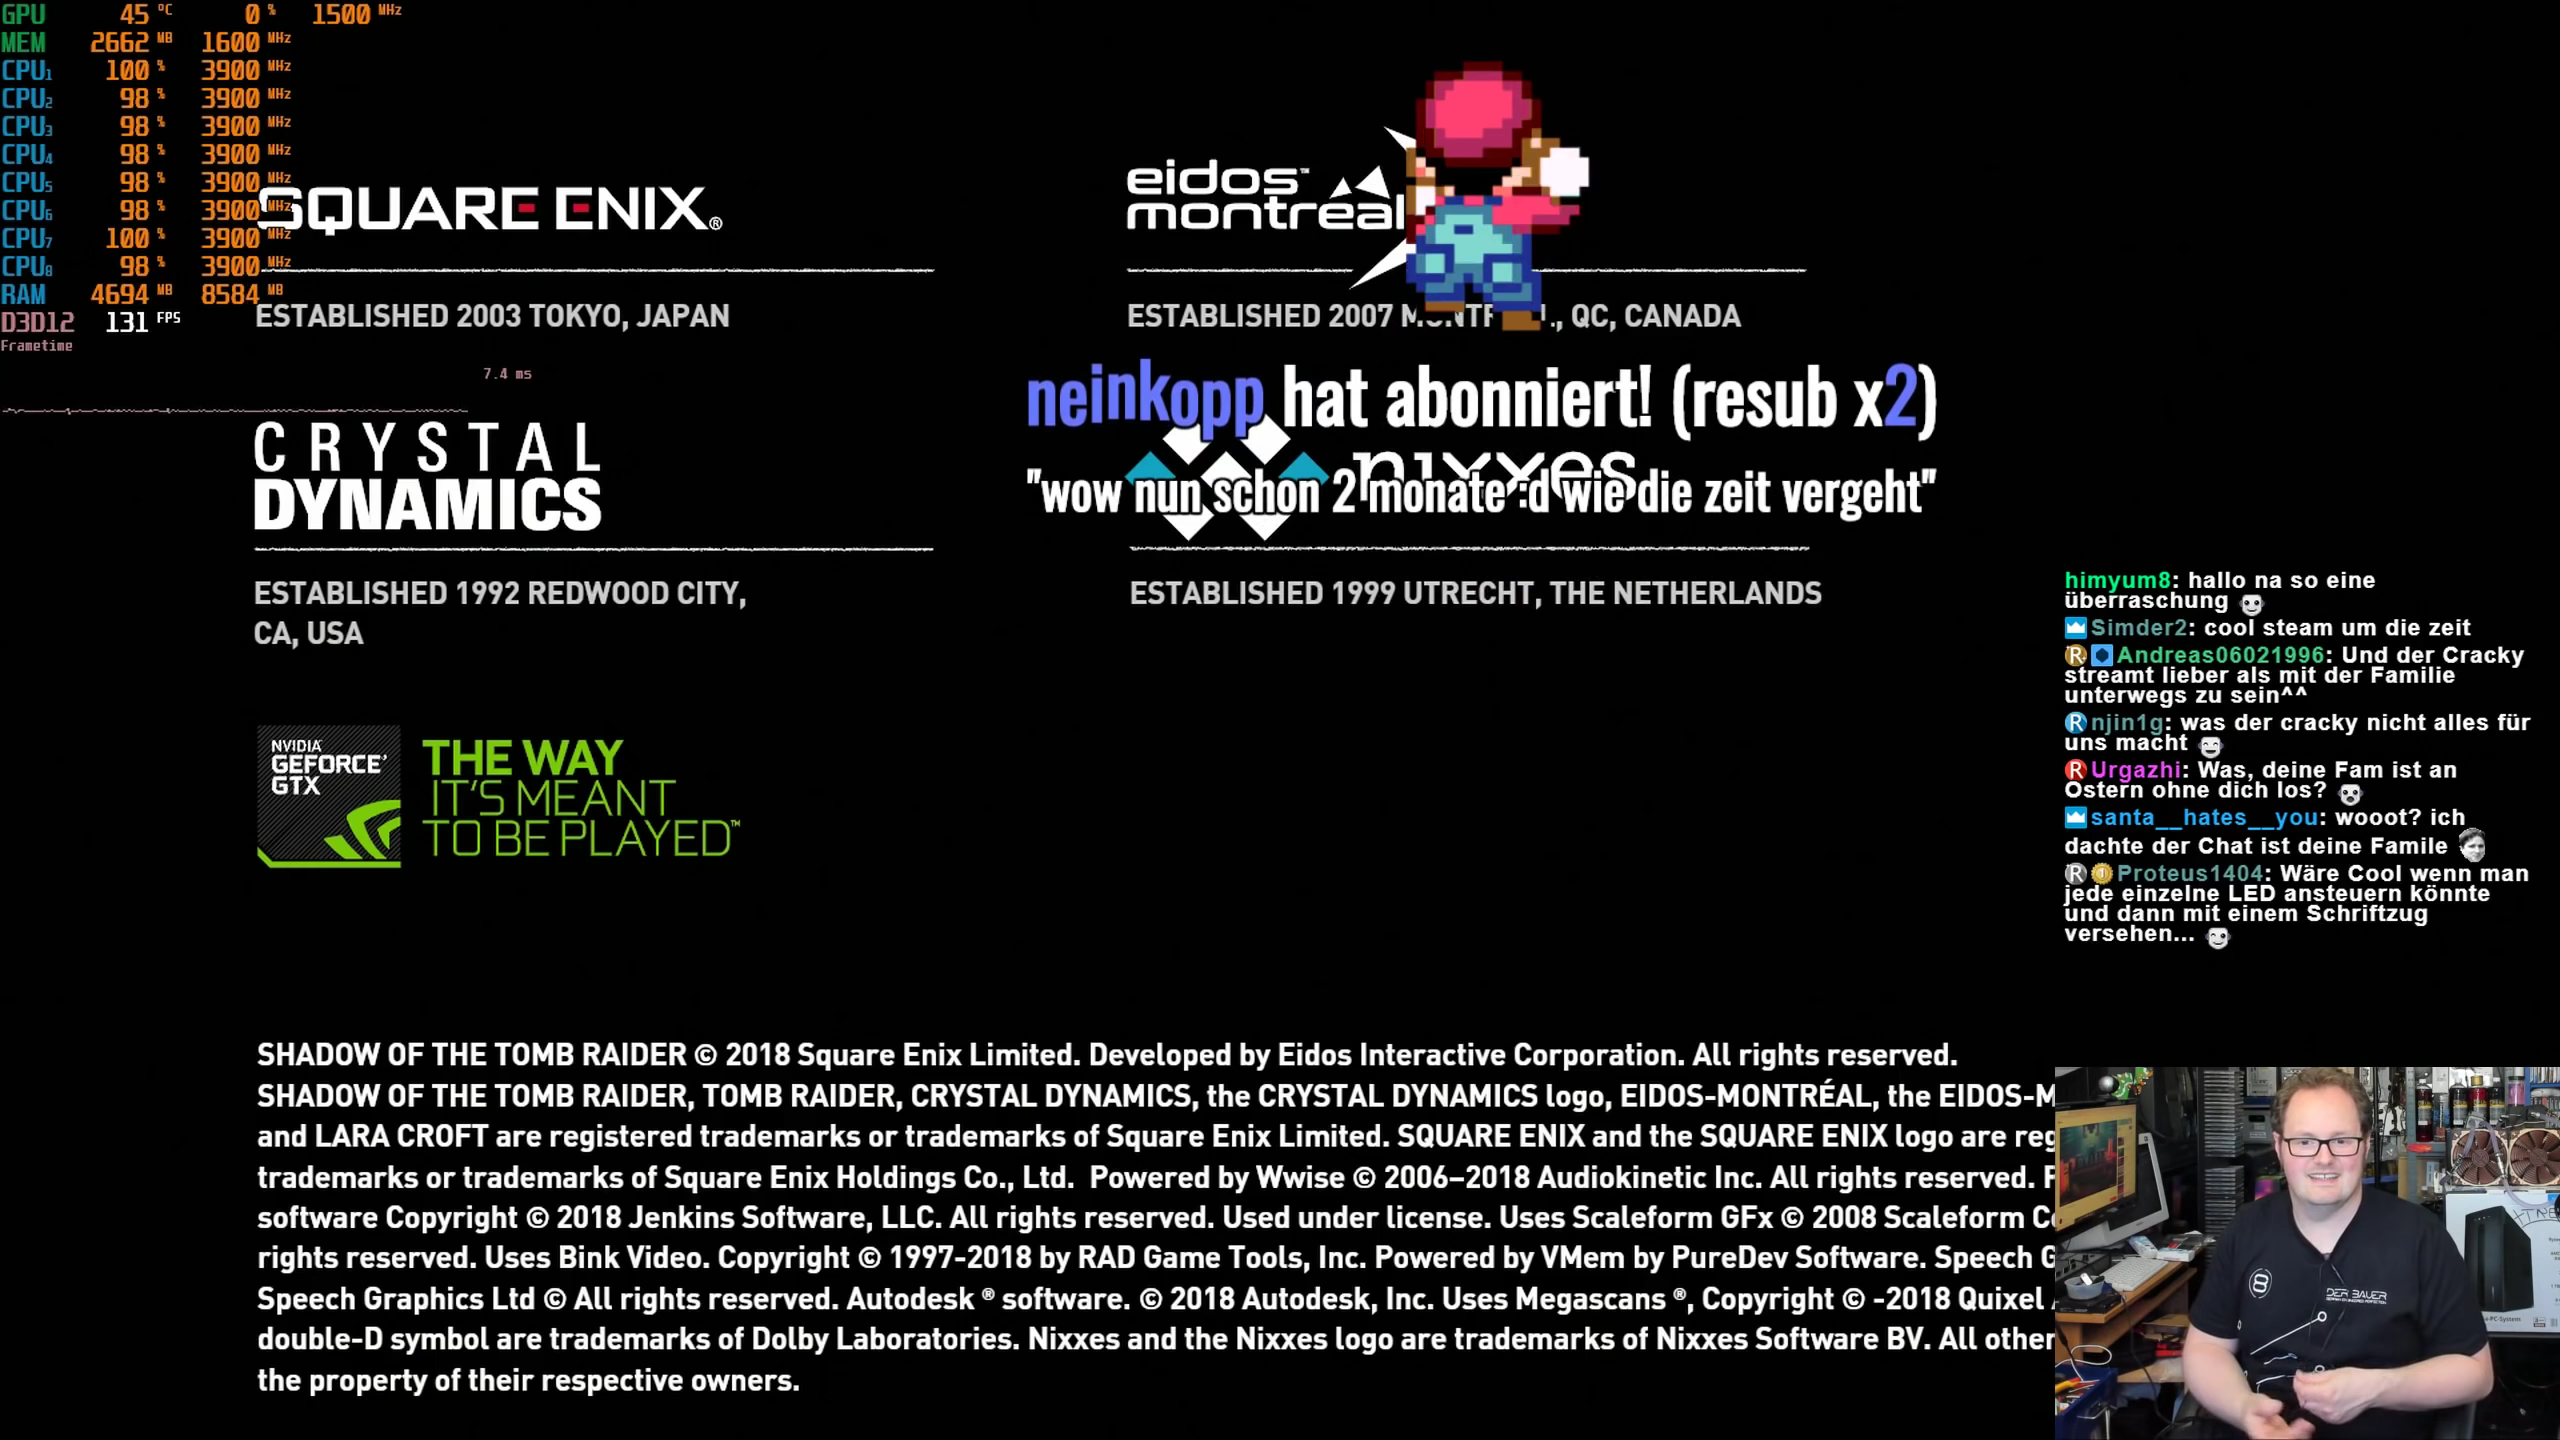 GPU 45 °C 0 % 1500 MHz
MEM 2662 MB 1600 MHz
CPU1 100 % 3900 MHz
CPU2 98 % 3900 MHz
CPU3 98 % 3900 MHz
CPU4 98 % 3900 MHz
CPU5 98 % 3900 MHz
CPU6 98 % 3900 MHz
CPU7 100 % 3900 MHz
CPU8 98 % 3900 MHz
RAM 4694 MB 8584 MB
D3D12 131 FPS
Frametime
7.4 ms
SQUARE ENIX®
ESTABLISHED 2003 TOKYO, JAPAN
eidos™
montréal
ESTABLISHED 2007 , QC, CANADA
neinkopp hat abonniert! (resub x2)
"wow nun schon 2 monate :d wie die zeit vergeht"
CRYSTAL
DYNAMICS
ESTABLISHED 1992 REDWOOD CITY,
CA, USA
nixxes
ESTABLISHED 1999 UTRECHT, THE NETHERLANDS
NVIDIA
GEFORCE
GTX
THE WAY
IT'S MEANT
TO BE PLAYED™
himyum8: hallo na so eine
überraschung
Simder2: cool steam um die zeit
Andreas06021996: Und der Cracky
streamt lieber als mit der Familie
unterwegs zu sein^^
njin1g: was der cracky nicht alles für
uns macht
Urgazhi: Was, deine Fam ist an
Ostern ohne dich los?
santa__hates__you: wooot? ich
dachte der Chat ist deine Famile
Proteus1404: Wäre Cool wenn man
jede einzelne LED ansteuern könnte
und dann mit einem Schriftzug
versehen...
SHADOW OF THE TOMB RAIDER © 2018 Square Enix Limited. Developed by Eidos Interactive Corporation. All rights reserved.
SHADOW OF THE TOMB RAIDER, TOMB RAIDER, CRYSTAL DYNAMICS, the CRYSTAL DYNAMICS logo, EIDOS-MONTRÉAL, the EIDOS-M
and LARA CROFT are registered trademarks or trademarks of Square Enix Limited. SQUARE ENIX and the SQUARE ENIX logo are reg
trademarks or trademarks of Square Enix Holdings Co., Ltd. Powered by Wwise © 2006–2018 Audiokinetic Inc. All rights reserved.
software Copyright © 2018 Jenkins Software, LLC. All rights reserved. Used under license. Uses Scaleform GFx © 2008 Scaleform Co
rights reserved. Uses Bink Video. Copyright © 1997-2018 by RAD Game Tools, Inc. Powered by VMem by PureDev Software. Speech G
Speech Graphics Ltd © All rights reserved. Autodesk ® software. © 2018 Autodesk, Inc. Uses Megascans ®, Copyright © -2018 Quixel
double-D symbol are trademarks of Dolby Laboratories. Nixxes and the Nixxes logo are trademarks of Nixxes Software BV. All other
the property of their respective owners.
8
DER BAUER